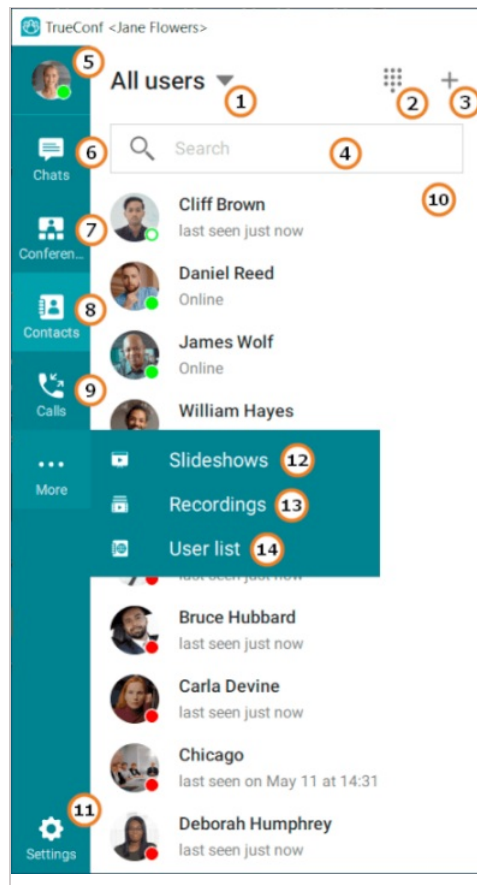 TrueConf <Jane Flowers>
5
All users
1
2
3
6
Chats
Search
4
10
Cliff Brown
last seen just now
7
Conferen...
Daniel Reed
Online
8
Contacts
James Wolf
Online
9
Calls
William Hayes
More
Slideshows 12
Recordings 13
User list 14
last seen just now
Bruce Hubbard
last seen just now
Carla Devine
last seen just now
Chicago
last seen on May 11 at 14:31
11
Settings
Deborah Humphrey
last seen just now